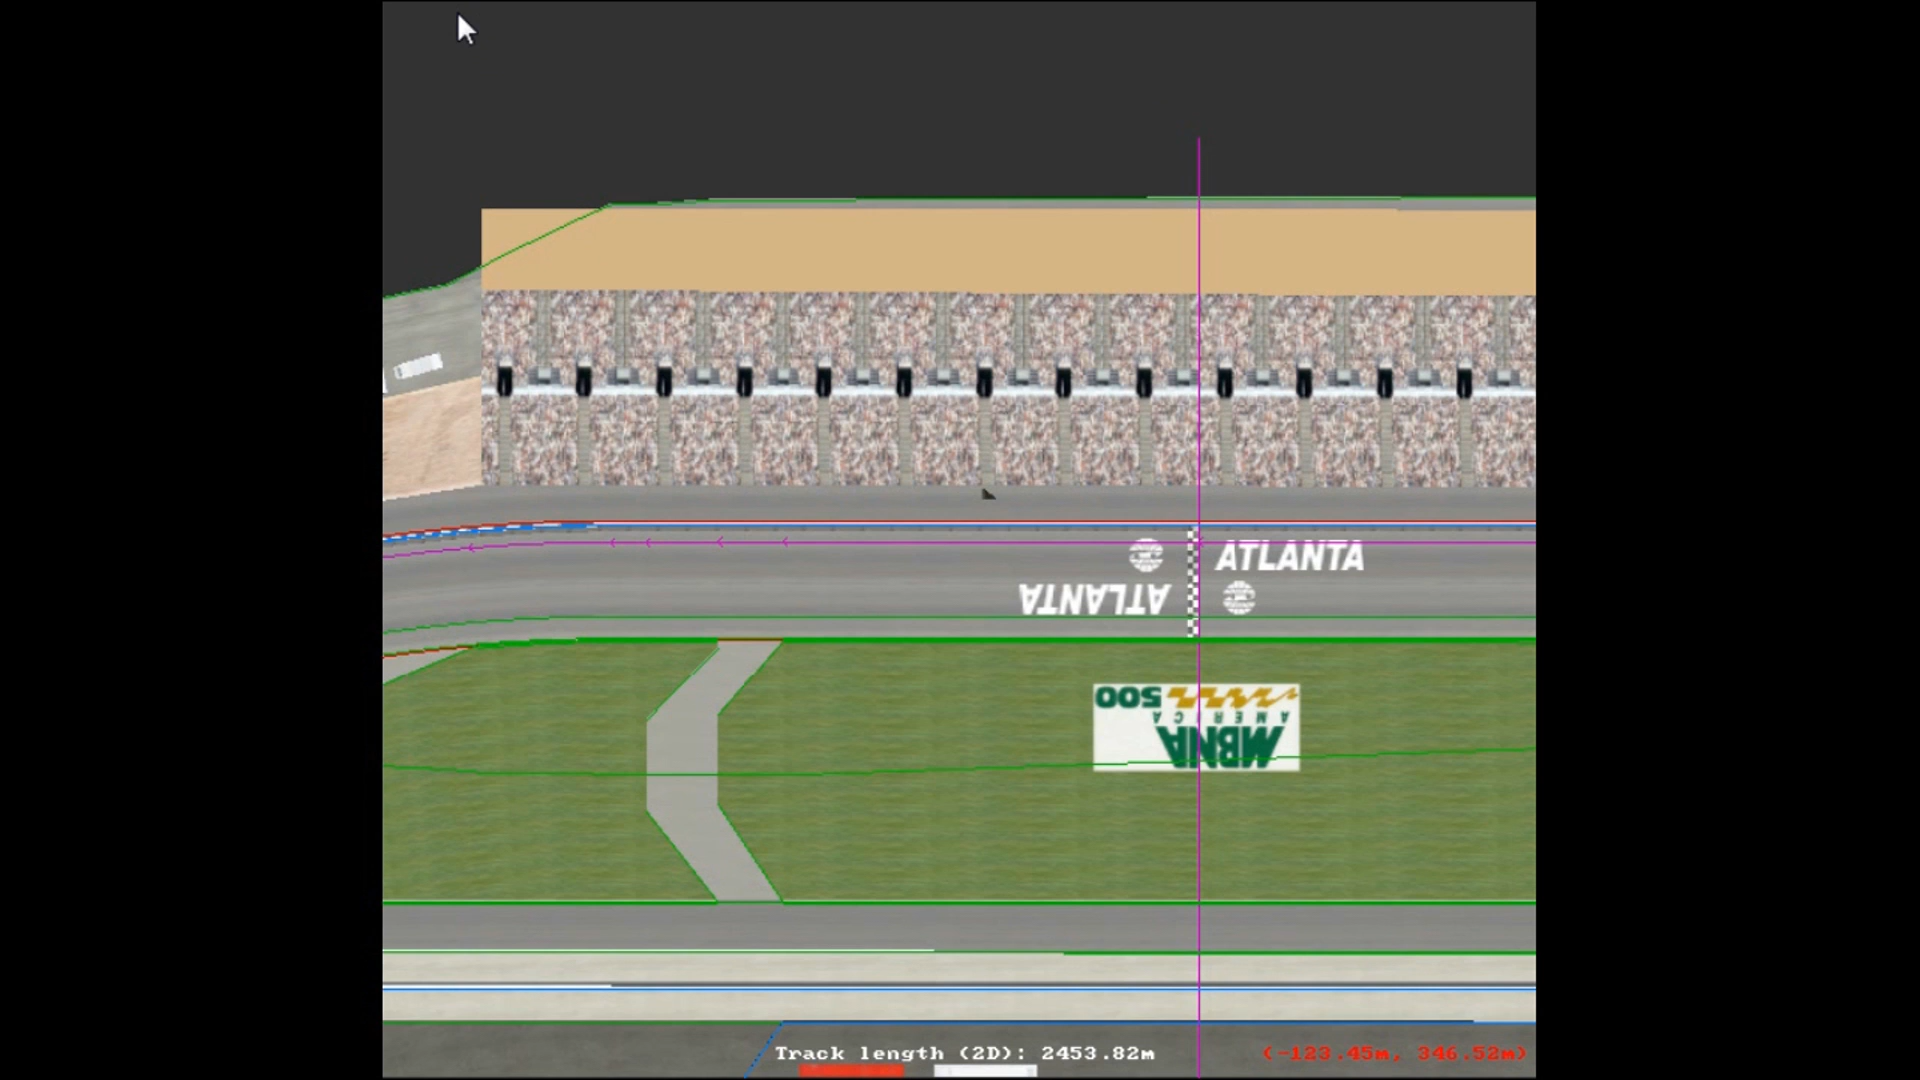 ATLANTA
ATLANTA
500
AMERICA
MBNA
Track length (2D): 2453.82m
(-123.45m, 346.52m)